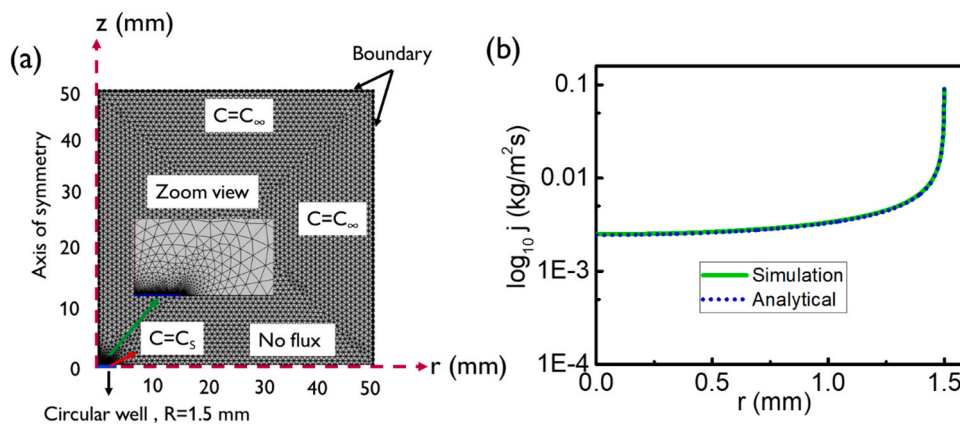 (a)
z (mm)
Boundary
50
40
30
20
10
0
Axis of symmetry
C=C∞
Zoom view
C=C∞
C=Cs
No flux
r (mm)
10 20 30 40 50
Circular well , R=1.5 mm
(b)
0.1
0.01
1E-3
1E-4
log10 j (kg/m²s)
Simulation
Analytical
0.0 0.5 1.0 1.5
r (mm)